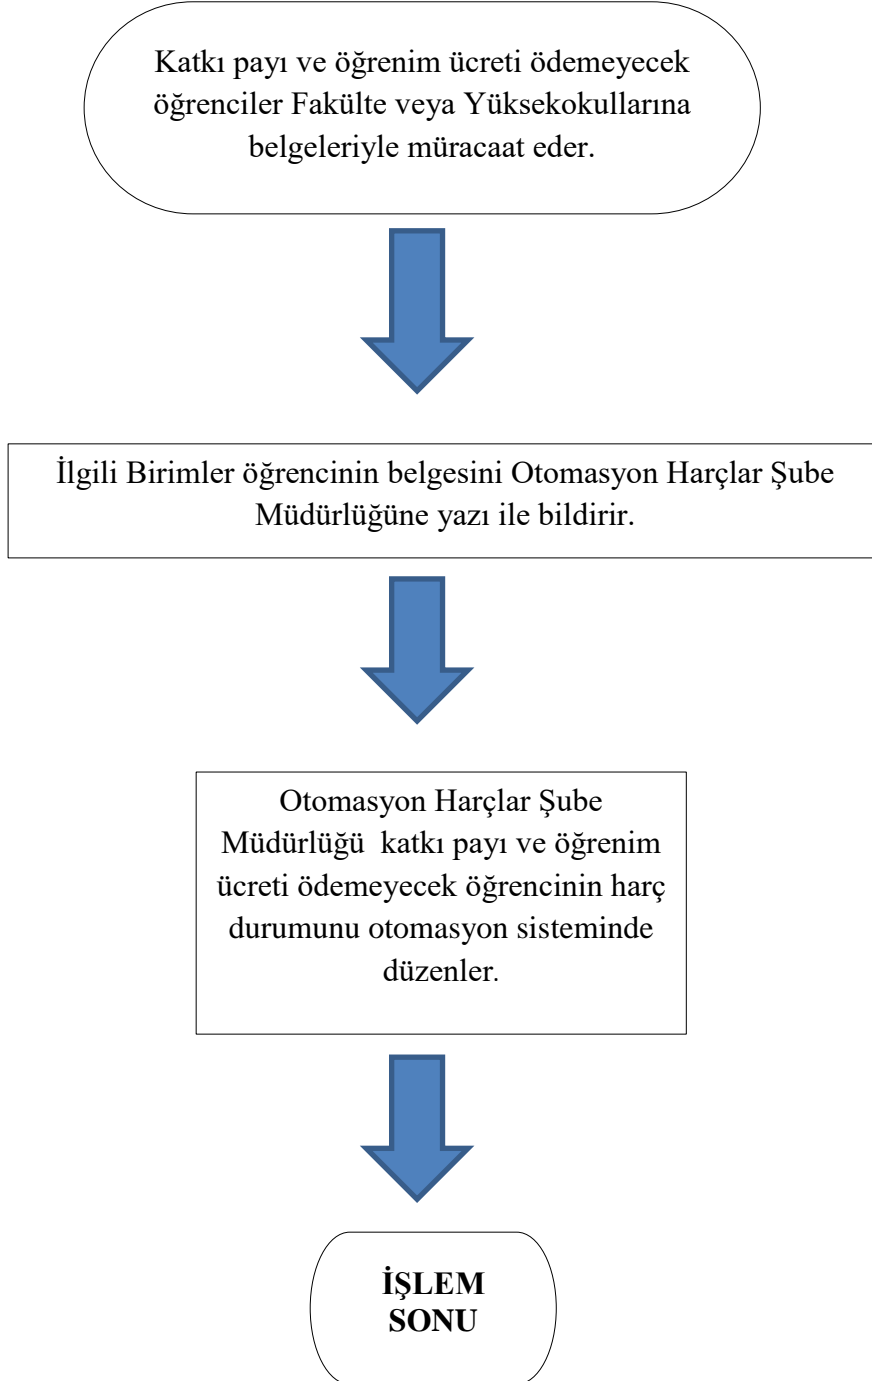 Katkı payı ve öğrenim ücreti ödemeyecek
öğrenciler Fakülte veya Yüksekokullarına
belgeleriyle müracaat eder.
İlgili Birimler öğrencinin belgesini Otomasyon Harçlar Şube
Müdürlüğüne yazı ile bildirir.
Otomasyon Harçlar Şube
Müdürlüğü katkı payı ve öğrenim
ücreti ödemeyecek öğrencinin harç
durumunu otomasyon sisteminde
düzenler.
İŞLEM
SONU